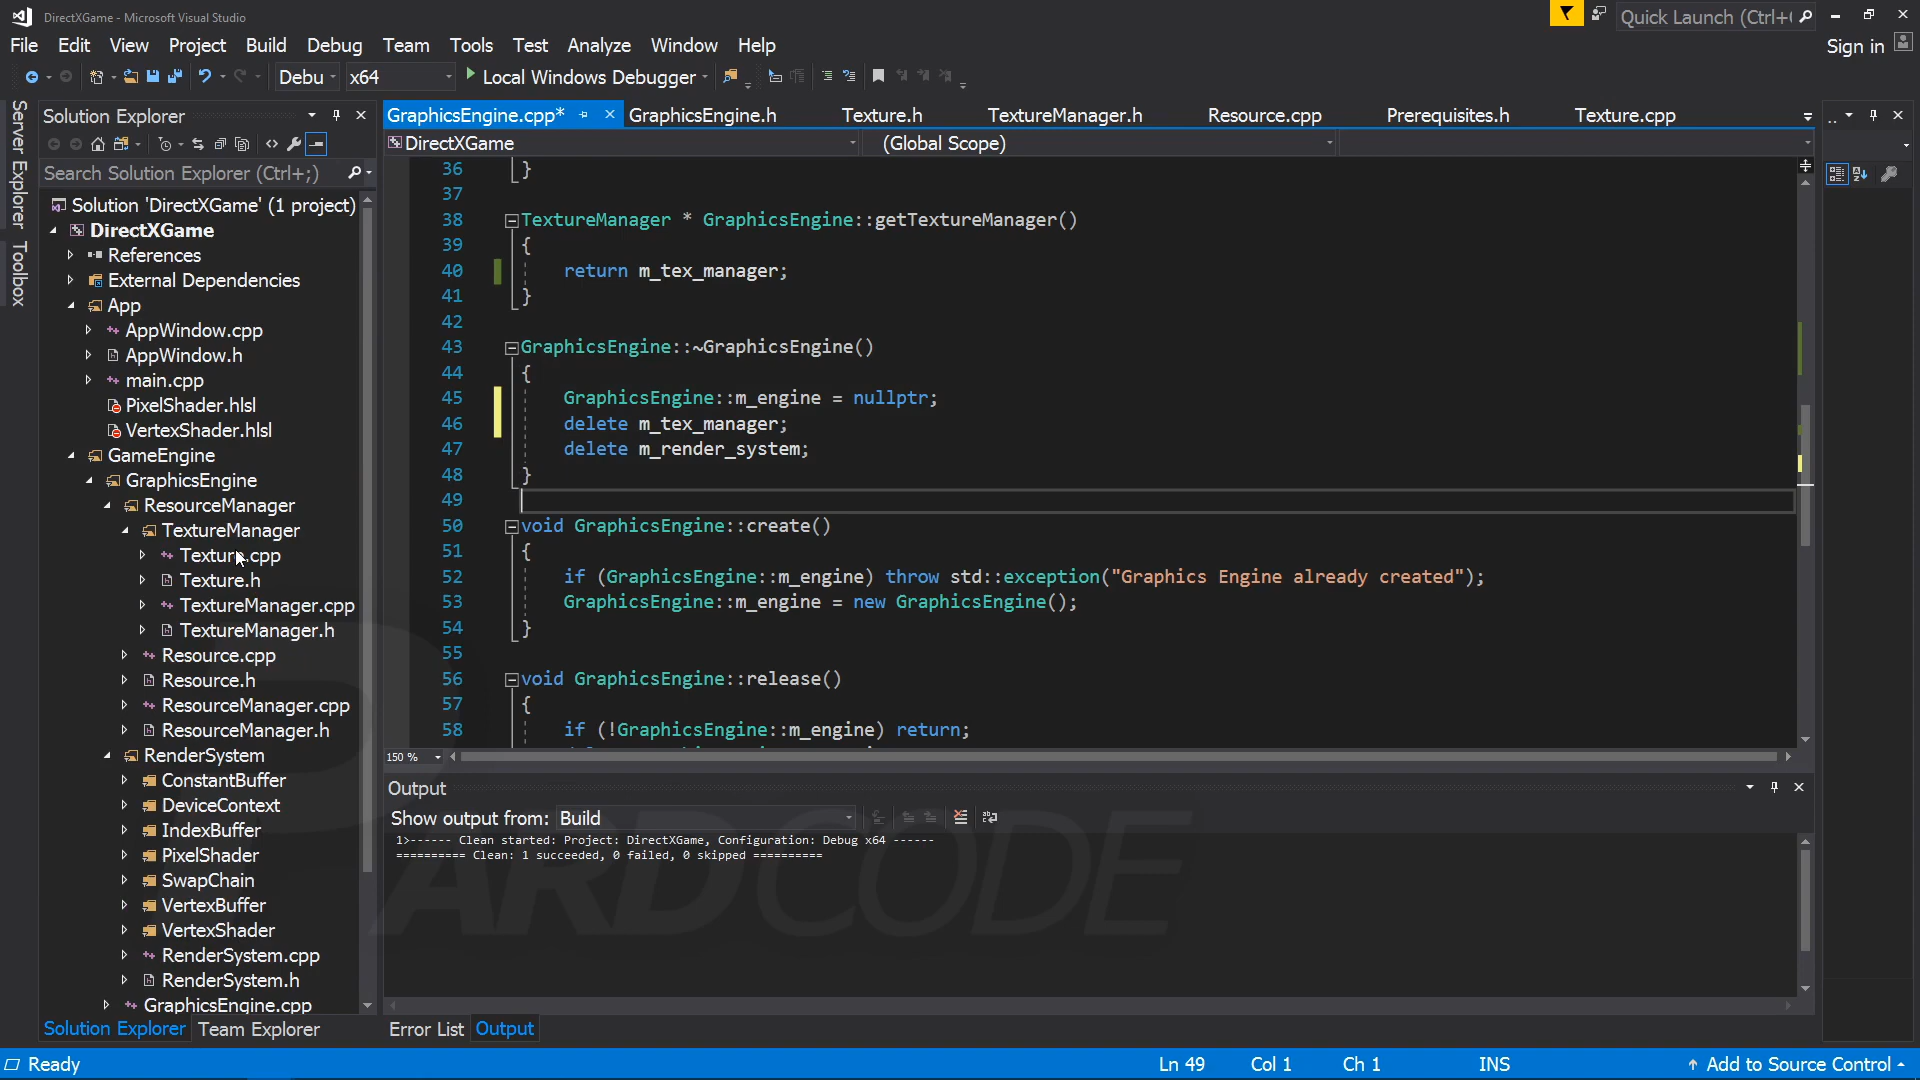 DirectXGame - Microsoft Visual Studio
Quick Launch (Ctrl+
File Edit View Project Build Debug Team Tools Test Analyze Window Help
Sign in
Debu x64 Local Windows Debugger
Server Explorer
Toolbox
Solution Explorer
Search Solution Explorer (Ctrl+;)
Solution 'DirectXGame' (1 project)
DirectXGame
References
External Dependencies
App
AppWindow.cpp
AppWindow.h
main.cpp
PixelShader.hlsl
VertexShader.hlsl
GameEngine
GraphicsEngine
ResourceManager
TextureManager
Texture.cpp
Texture.h
TextureManager.cpp
TextureManager.h
Resource.cpp
Resource.h
ResourceManager.cpp
ResourceManager.h
RenderSystem
ConstantBuffer
DeviceContext
IndexBuffer
PixelShader
SwapChain
VertexBuffer
VertexShader
RenderSystem.cpp
RenderSystem.h
GraphicsEngine.cpp
Solution Explorer Team Explorer
GraphicsEngine.cpp* GraphicsEngine.h Texture.h TextureManager.h Resource.cpp Prerequisites.h Texture.cpp
DirectXGame (Global Scope)
36 }
37
38 TextureManager * GraphicsEngine::getTextureManager()
39 {
40 return m_tex_manager;
41 }
42
43 GraphicsEngine::~GraphicsEngine()
44 {
45 GraphicsEngine::m_engine = nullptr;
46 delete m_tex_manager;
47 delete m_render_system;
48 }
49
50 void GraphicsEngine::create()
51 {
52 if (GraphicsEngine::m_engine) throw std::exception("Graphics Engine already created");
53 GraphicsEngine::m_engine = new GraphicsEngine();
54 }
55
56 void GraphicsEngine::release()
57 {
58 if (!GraphicsEngine::m_engine) return;
150 %
Output
Show output from: Build
1>------ Clean started: Project: DirectXGame, Configuration: Debug x64 ------
========== Clean: 1 succeeded, 0 failed, 0 skipped ==========
PARDCODE
Error List Output
Ready Ln 49 Col 1 Ch 1 INS Add to Source Control